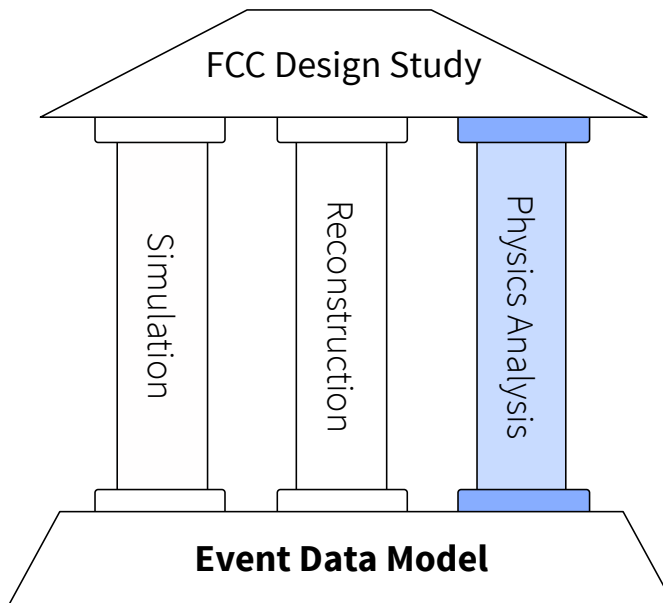 FCC Design Study
Simulation
Reconstruction
Physics Analysis
Event Data Model